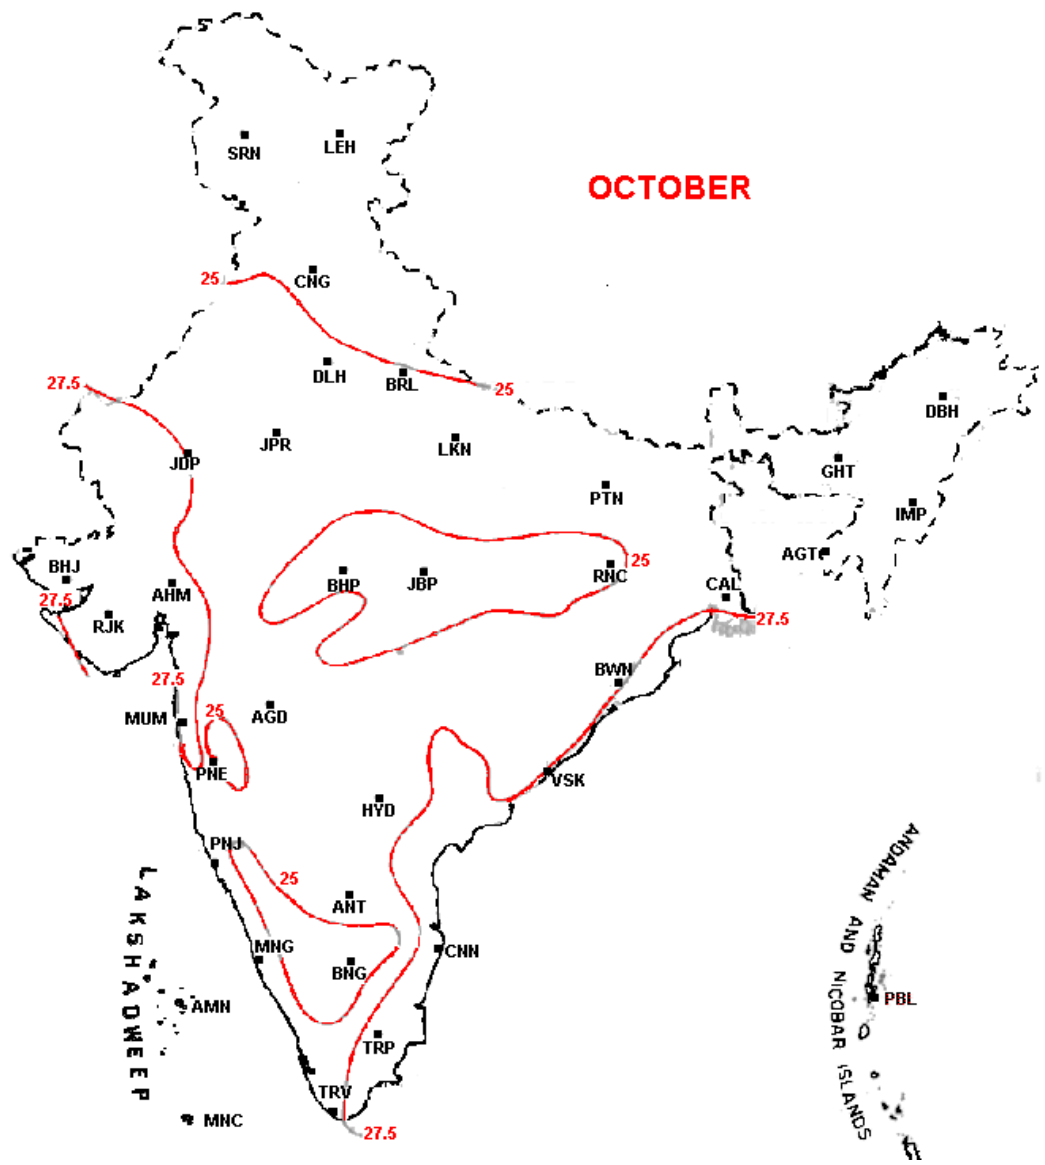 SRN
LEH
OCTOBER
25
CNG
DLH
BRL
25
27.5
DBH
JPR
LKN
JDP
GHT
PTN
IMP
AGT
BHJ
BHP
JBP
RNC
25
CAL
27.5
AHM
RJK
27.5
BWN
27.5
25
MUM
AGD
PNE
VSK
HYD
PNJ
25
ANT
MNG
BNG
CNN
LAKSHADWEEP
AMN
ANDAMAN AND NICOBAR ISLANDS
PBL
TRP
TRV
MNC
27.5